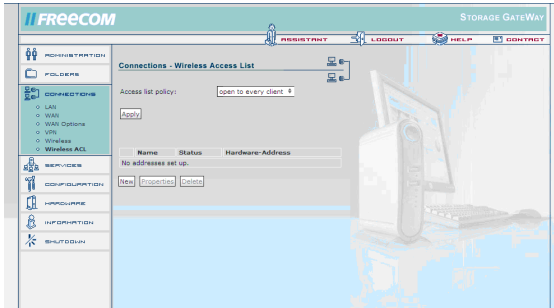 FREECOM
STORAGE GATEWAY
ASSISTANT
LOGOUT
HELP
CONTACT
ADMINISTRATION
FOLDERS
CONNECTIONS
LAN
WAN
WAN Options
VPN
Wireless
Wireless ACL
SERVICES
CONFIGURATION
HARDWARE
INFORMATION
SHUTDOWN
Connections - Wireless Access List
Access list policy: open to every client
Apply
Name Status Hardware-Address
No addresses set up.
New Properties Delete